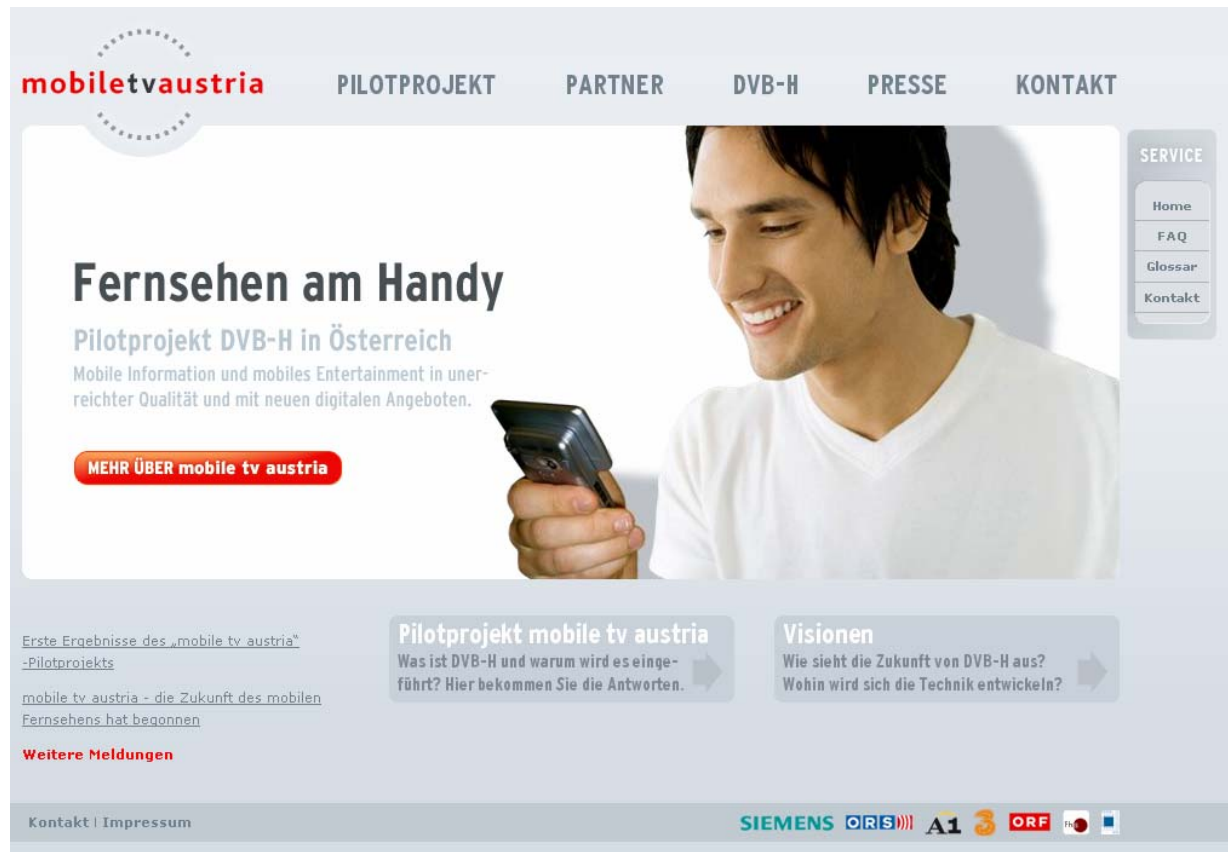 mobiletvaustria
PILOTPROJEKT PARTNER DVB-H PRESSE KONTAKT
SERVICE
Home
FAQ
Glossar
Kontakt
Fernsehen am Handy
Pilotprojekt DVB-H in Österreich
Mobile Information und mobiles Entertainment in uner-
reichter Qualität und mit neuen digitalen Angeboten.
MEHR ÜBER mobile tv austria
Erste Ergebnisse des „mobile tv austria“
-Pilotprojekts
mobile tv austria - die Zukunft des mobilen
Fernsehens hat begonnen
Weitere Meldungen
Pilotprojekt mobile tv austria
Was ist DVB-H und warum wird es einge-
führt? Hier bekommen Sie die Antworten.
Visionen
Wie sieht die Zukunft von DVB-H aus?
Wohin wird sich die Technik entwickeln?
Kontakt | Impressum
SIEMENS ORS A1 3 ORF